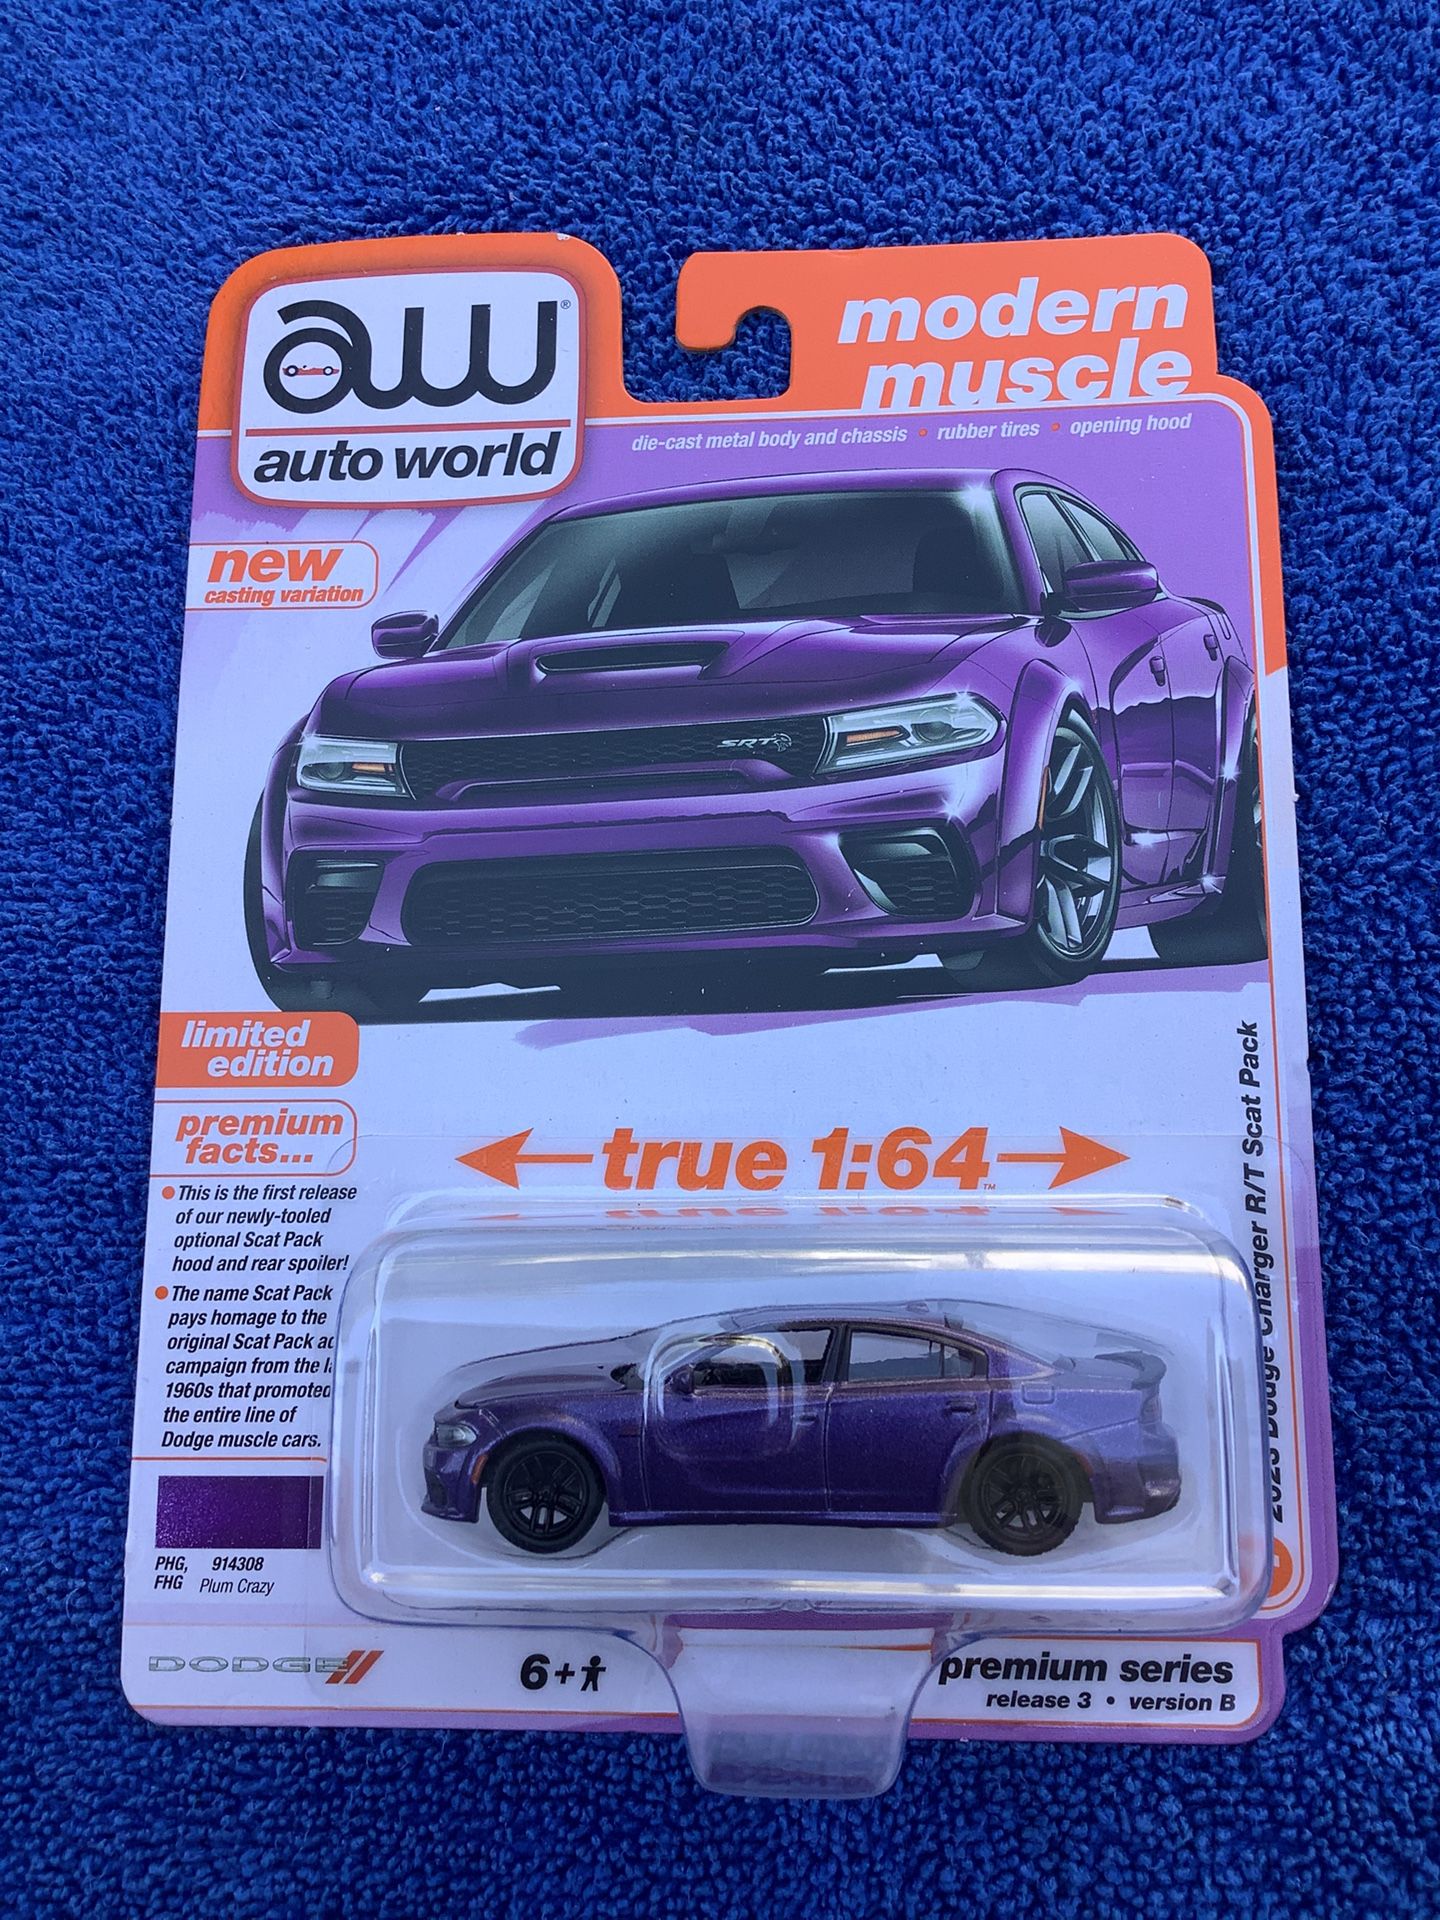 aw®
auto world
modern
muscle
die-cast metal body and chassis • rubber tires • opening hood
new
casting variation
SRT
limited
edition
premium
facts...
true 1:64™
• This is the first release
of our newly-tooled
optional Scat Pack
hood and rear spoiler!
• The name Scat Pack
pays homage to the
original Scat Pack
campaign from the
1960s that promoted
the entire line of
Dodge muscle cars.
PHG, 914308
FHG Plum Crazy
2023 Dodge Charger R/T Scat Pack
DODGE
6+
premium series
release 3 • version B